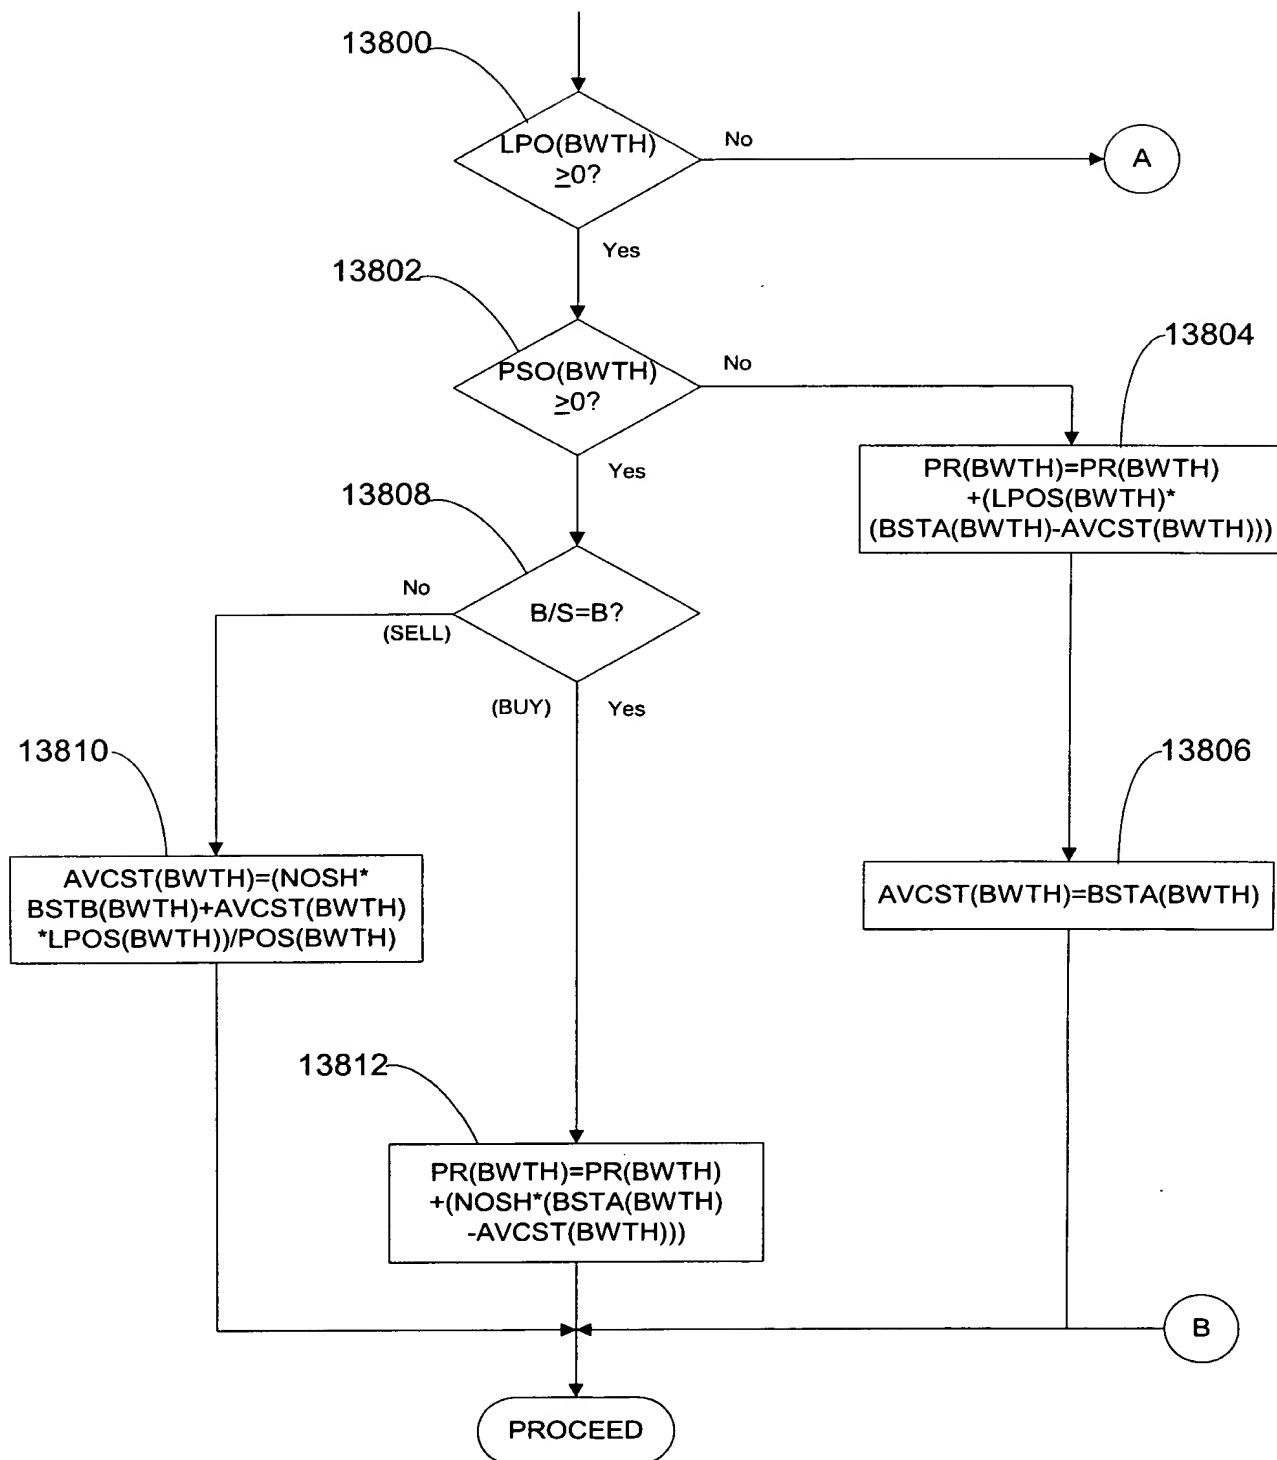 13800
LPO(BWTH)
≥0?
No
A
Yes
13802
PSO(BWTH)
≥0?
No
13804
PR(BWTH)=PR(BWTH)
+(LPOS(BWTH)*
(BSTA(BWTH)-AVCST(BWTH)))
Yes
13808
B/S=B?
No
(SELL)
(BUY)
Yes
13810
AVCST(BWTH)=(NOSH*
BSTB(BWTH)+AVCST(BWTH)
*LPOS(BWTH))/POS(BWTH)
13806
AVCST(BWTH)=BSTA(BWTH)
13812
PR(BWTH)=PR(BWTH)
+(NOSH*(BSTA(BWTH)
-AVCST(BWTH)))
B
PROCEED